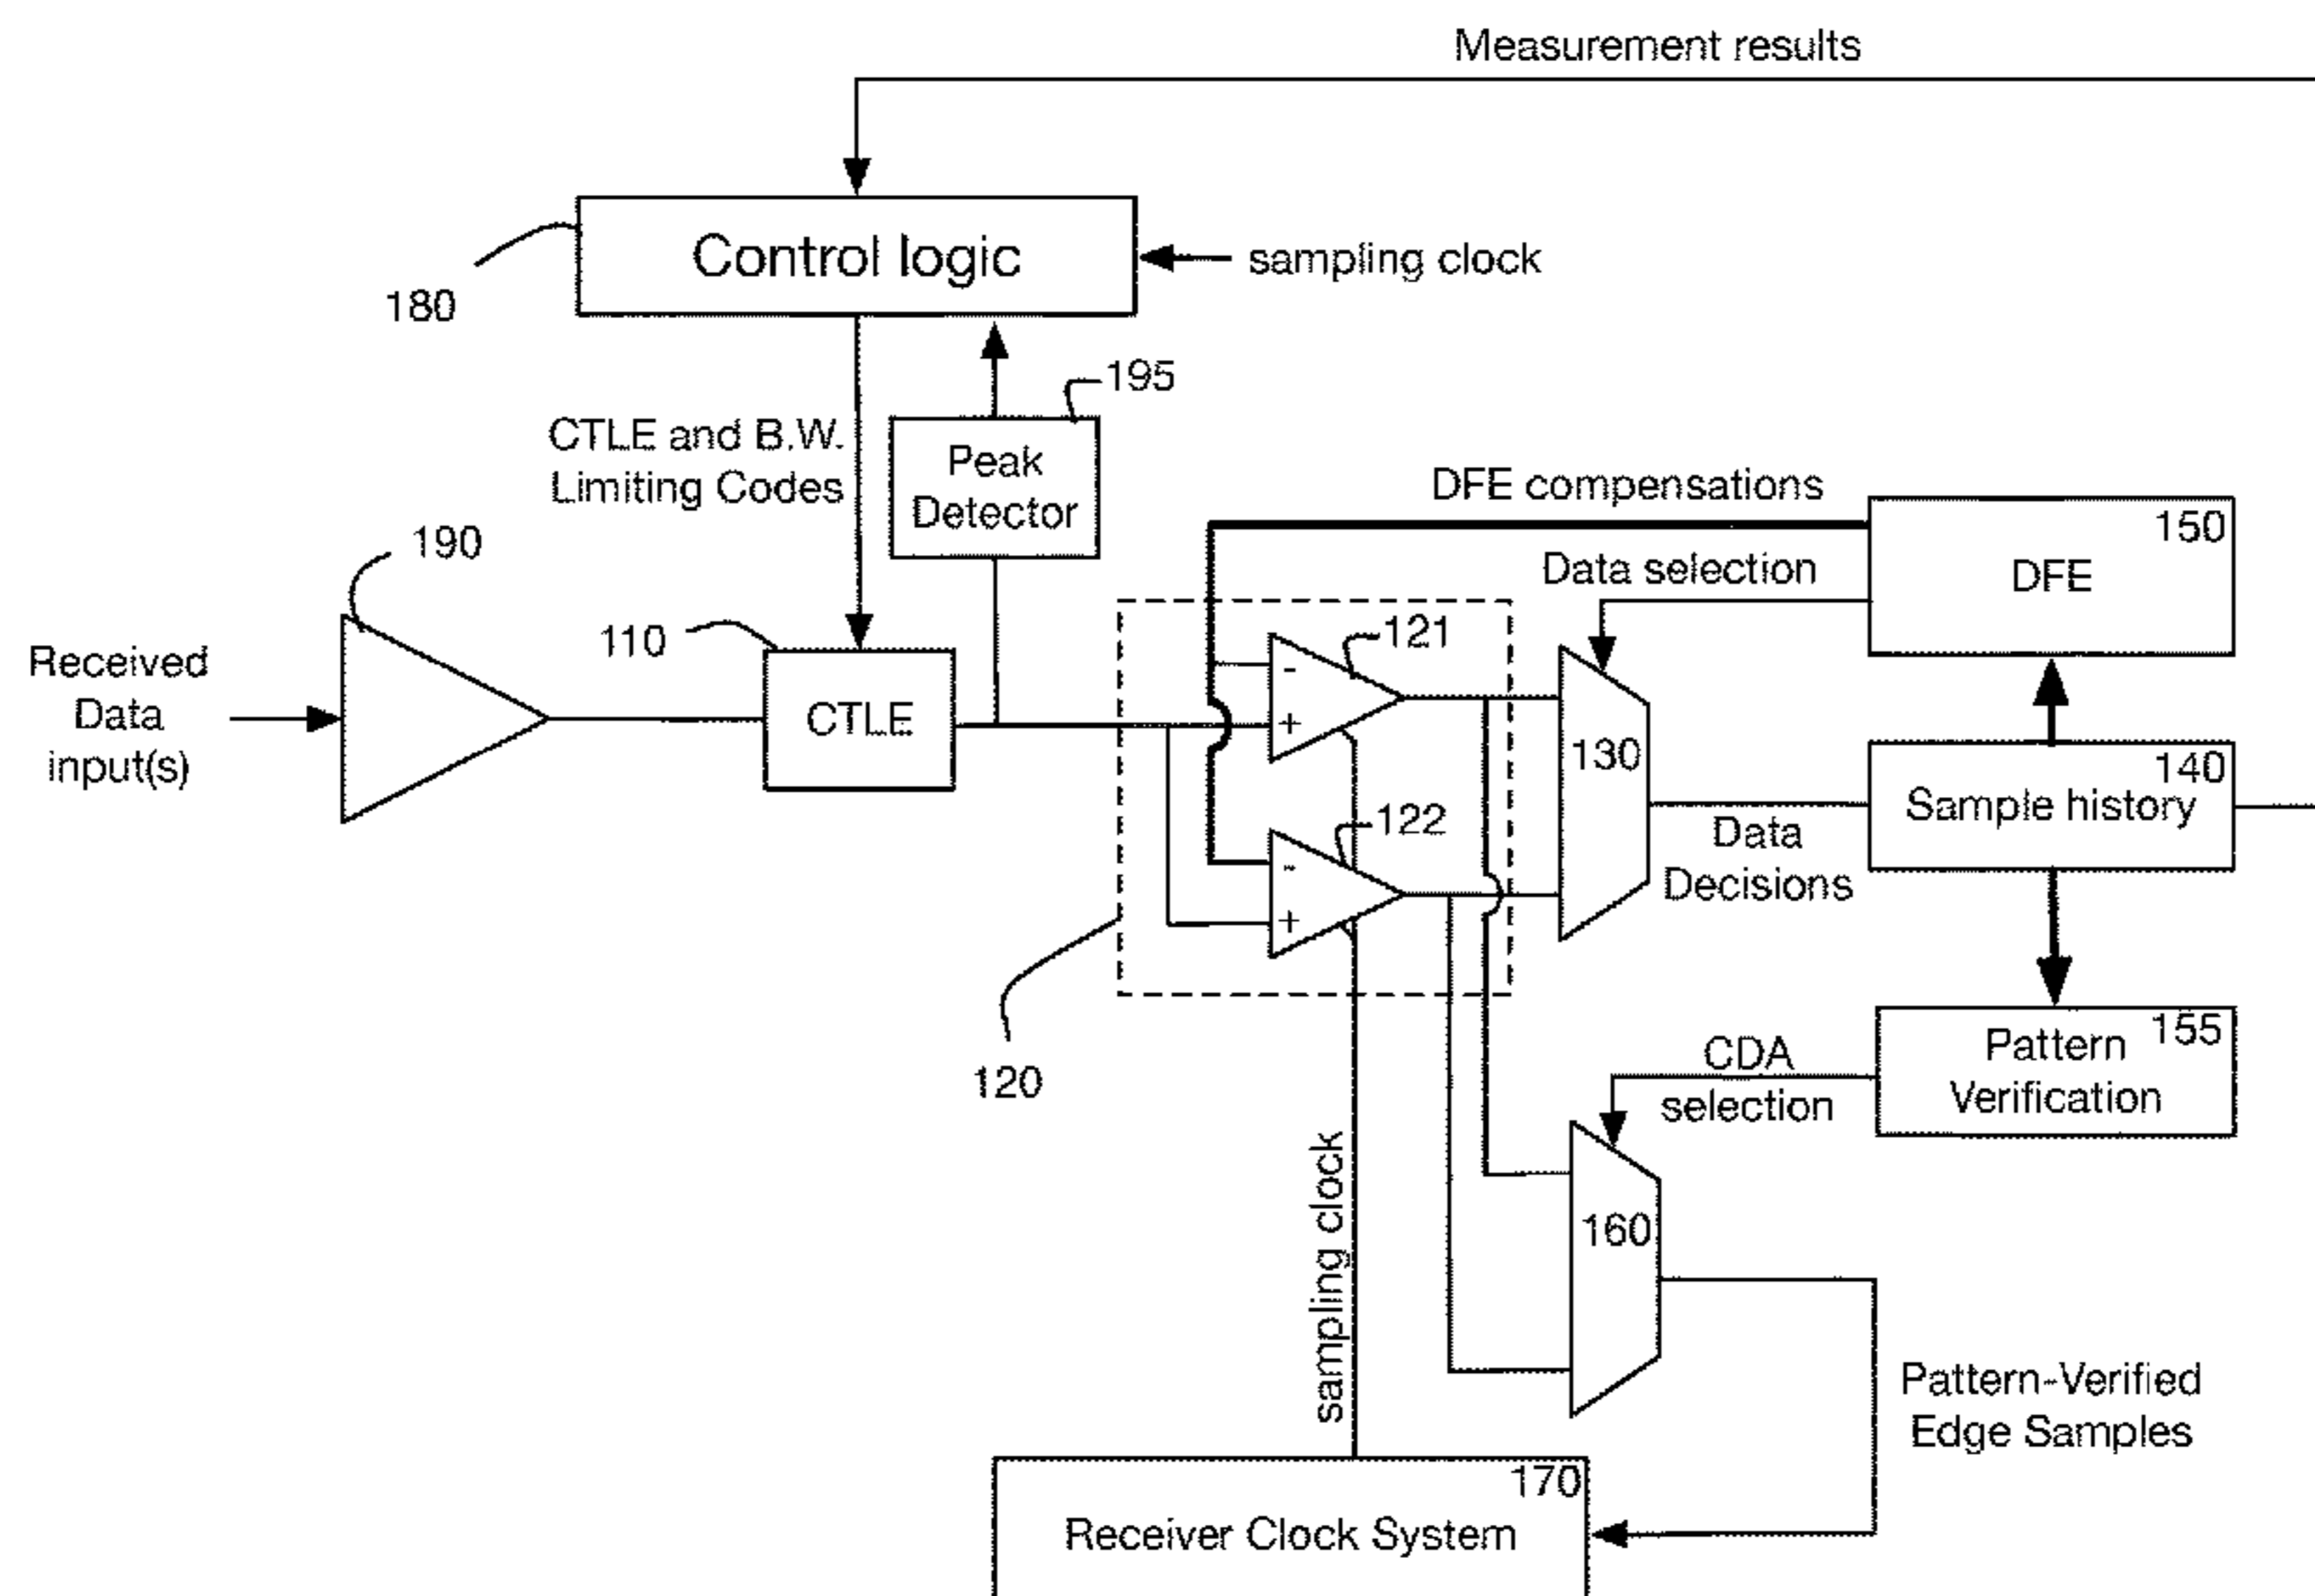 Measurement results
Control logic
sampling clock
180
195
CTLE and B.W.
Limiting Codes
Peak
Detector
DFE compensations
150
DFE
190
Data selection
110
121
Received
Data
input(s)
CTLE
-
+
130
140
Sample history
122
Data
Decisions
-
+
120
155
Pattern
Verification
CDA
selection
sampling clock
160
Pattern-Verified
Edge Samples
170
Receiver Clock System